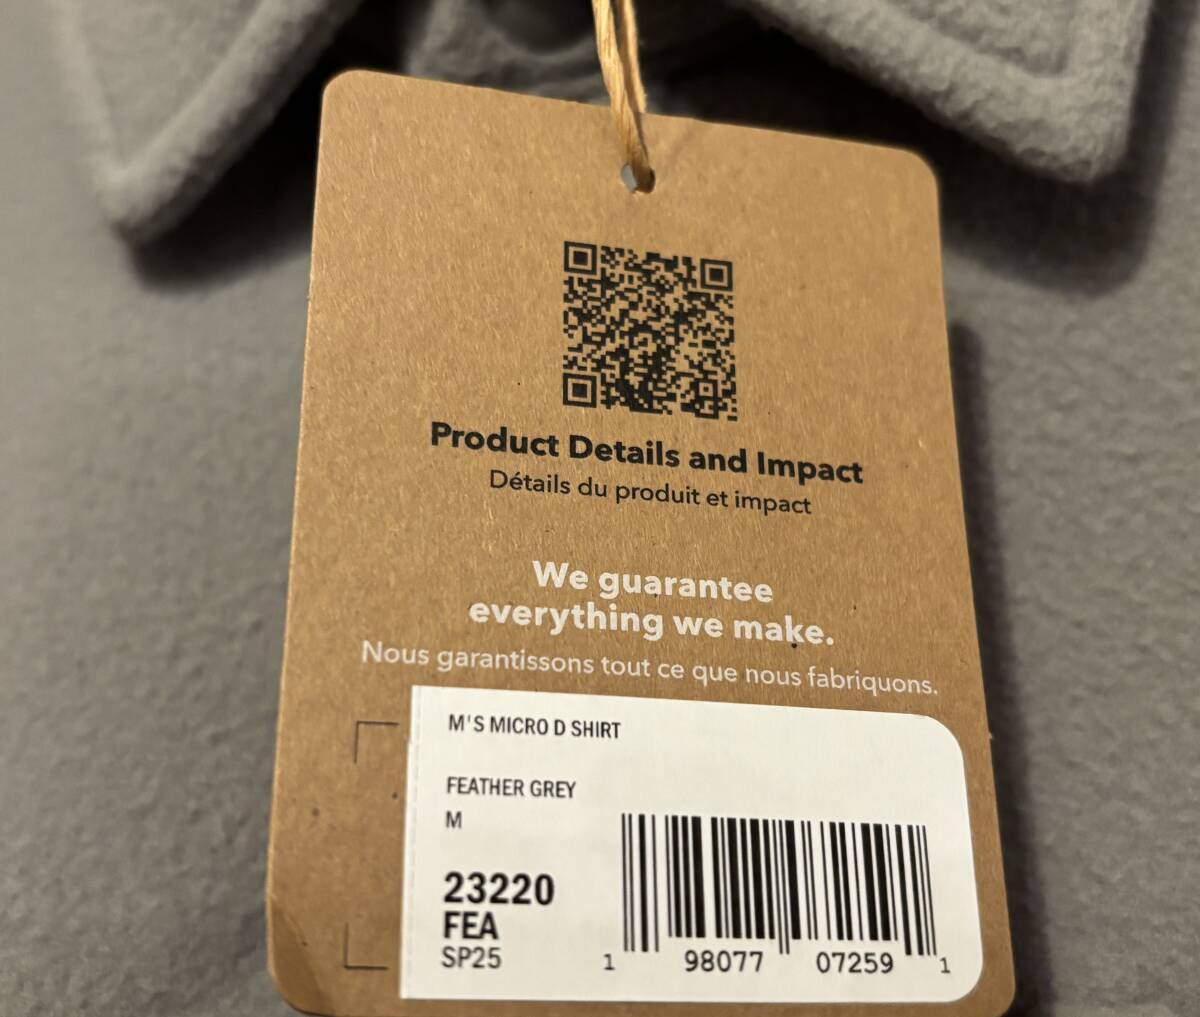 Product Details and Impact
Détails du produit et impact
We guarantee
everything we make.
Nous garantissons tout ce que nous fabriquons.
M'S MICRO D SHIRT
FEATHER GREY
M
23220
FEA
SP25
1 98077 07259 1